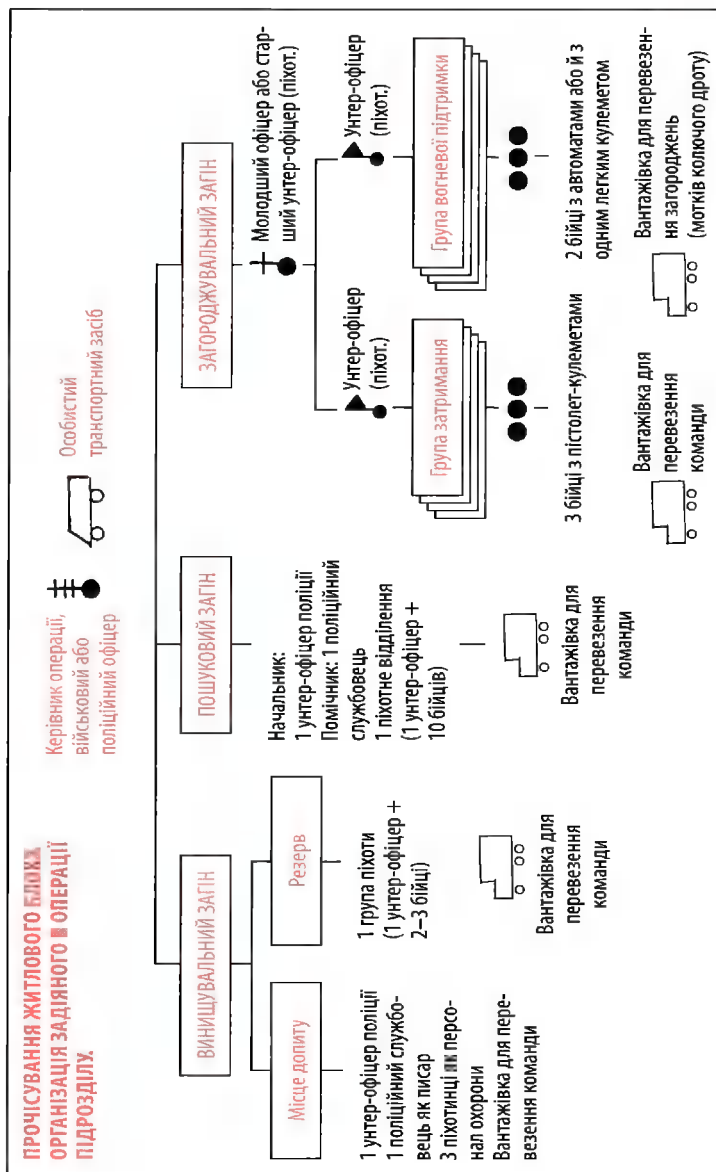 ПРОЧІСУВАННЯ ЖИТЛОВОГО
ОРГАНІЗАЦІЯ ЗАДІЯНОГО В ОПЕРАЦІЇ
ПІДРОЗДІЛУ.
Керівник операції,
військовий або
поліційний офіцер
Особистий
транспортний засіб
ВИНИЩУВАЛЬНИЙ ЗАГІН
Місце допиту
1 унтер-офіцер поліції
1 поліційний службо-
вець як писар
3 піхотинці як персо-
нал охорони
Вантажівка для пере-
везення команди
Резерв
1 група піхоти
(1 унтер-офіцер +
2–3 бійці)
Вантажівка для
перевезення
команди
ПОШУКОВИЙ ЗАГІН
Начальник:
1 унтер-офіцер поліції
Помічник: 1 поліційний
службовець
1 піхотне відділення
(1 унтер-офіцер +
10 бійців)
Вантажівка для
перевезення
команди
ЗАГОРОДЖУВАЛЬНИЙ ЗАГІН
Молодший офіцер або стар-
ший унтер-офіцер (піхот.)
Унтер-офіцер
(піхот.)
Група затримання
3 бійці з пістолет-кулеметами
Вантажівка для
перевезення
команди
Унтер-офіцер
(піхот.)
Група вогневої підтримки
2 бійці з автоматами або й з
одним легким кулеметом
Вантажівка для перевезен-
ня загороджень
(мотків колючого дроту)